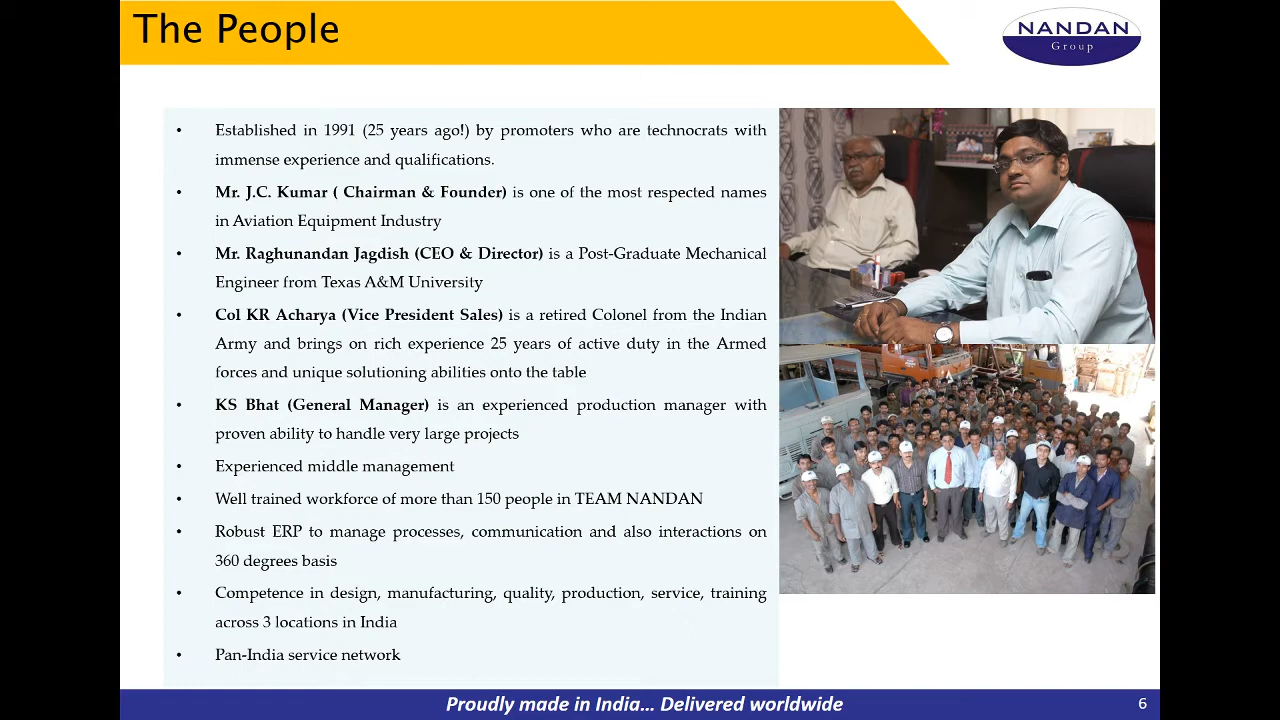 The People
NANDAN
Group
• Established in 1991 (25 years ago!) by promoters who are technocrats with
immense experience and qualifications.
• Mr. J.C. Kumar ( Chairman & Founder) is one of the most respected names
in Aviation Equipment Industry
• Mr. Raghunandan Jagdish (CEO & Director) is a Post-Graduate Mechanical
Engineer from Texas A&M University
• Col KR Acharya (Vice President Sales) is a retired Colonel from the Indian
Army and brings on rich experience 25 years of active duty in the Armed
forces and unique solutioning abilities onto the table
• KS Bhat (General Manager) is an experienced production manager with
proven ability to handle very large projects
• Experienced middle management
• Well trained workforce of more than 150 people in TEAM NANDAN
• Robust ERP to manage processes, communication and also interactions on
360 degrees basis
• Competence in design, manufacturing, quality, production, service, training
across 3 locations in India
• Pan-India service network
Proudly made in India... Delivered worldwide
6